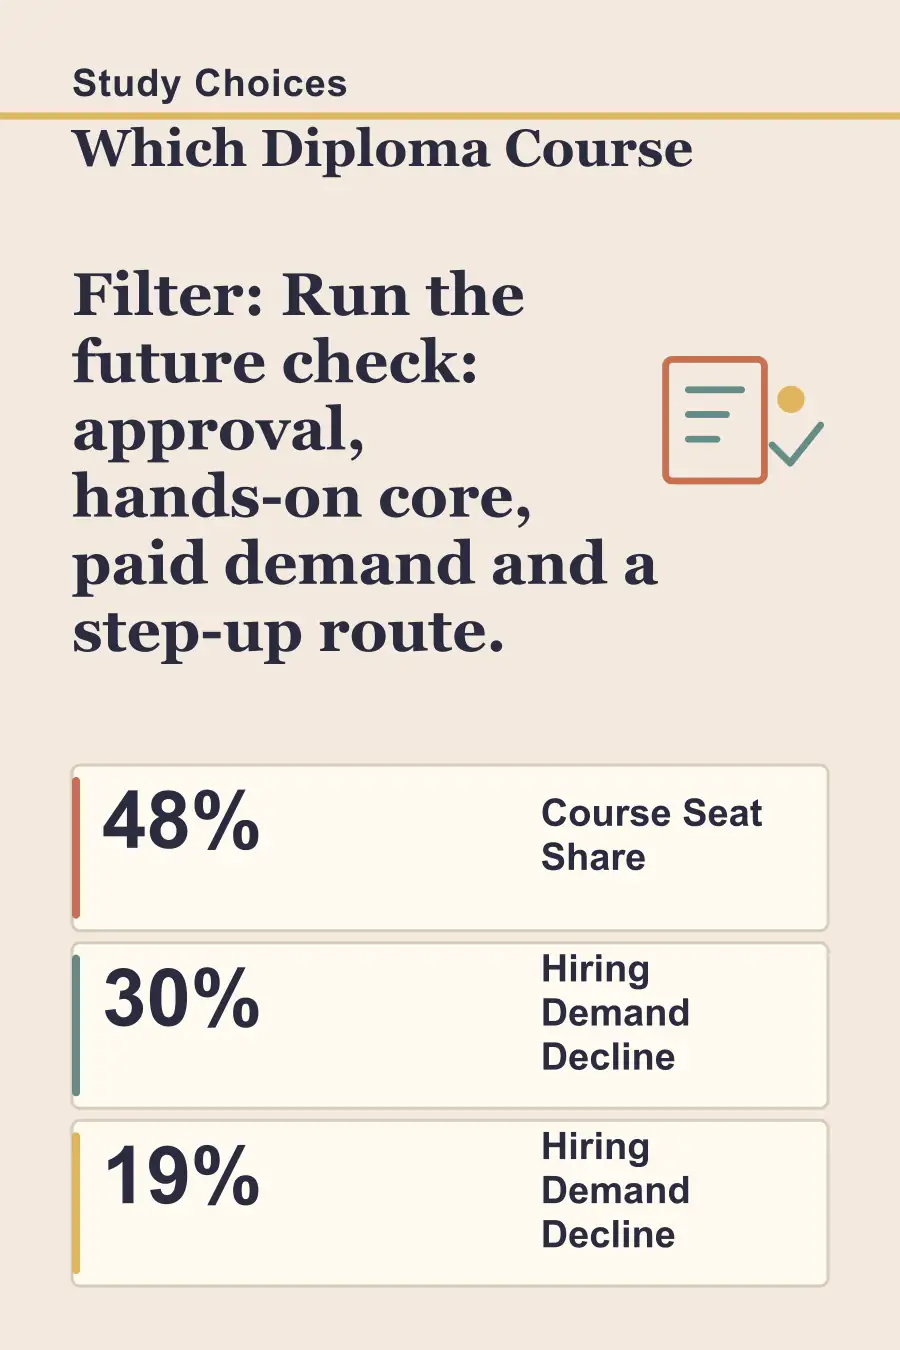 Study Choices
Which Diploma Course
Filter: Run the
future check:
approval,
hands-on core,
paid demand and a
step-up route.
48%
Course Seat
Share
30%
Hiring
Demand
Decline
19%
Hiring
Demand
Decline